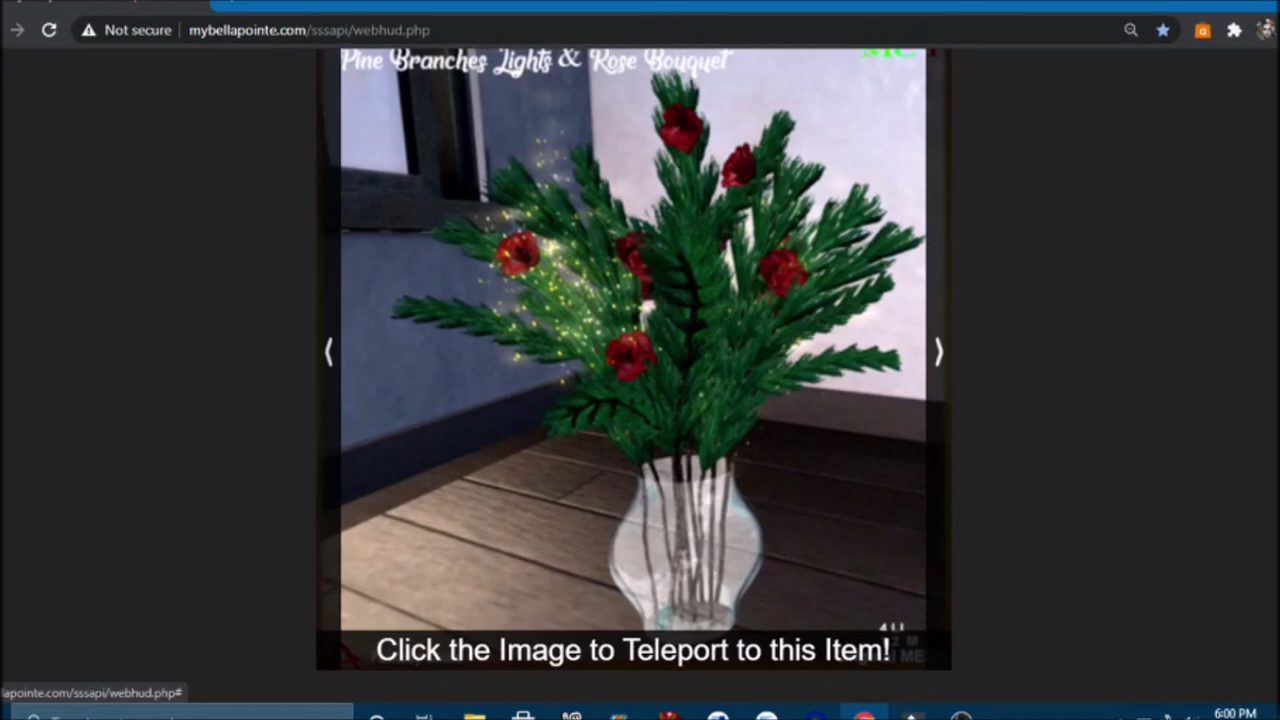 Not secure
mybellapointe.com/sssapi/webhud.php
Pine Branches Lights & Rose Bouquet
Click the Image to Teleport to this Item!
lapointe.com/sssapi/webhud.php#
6:00 PM